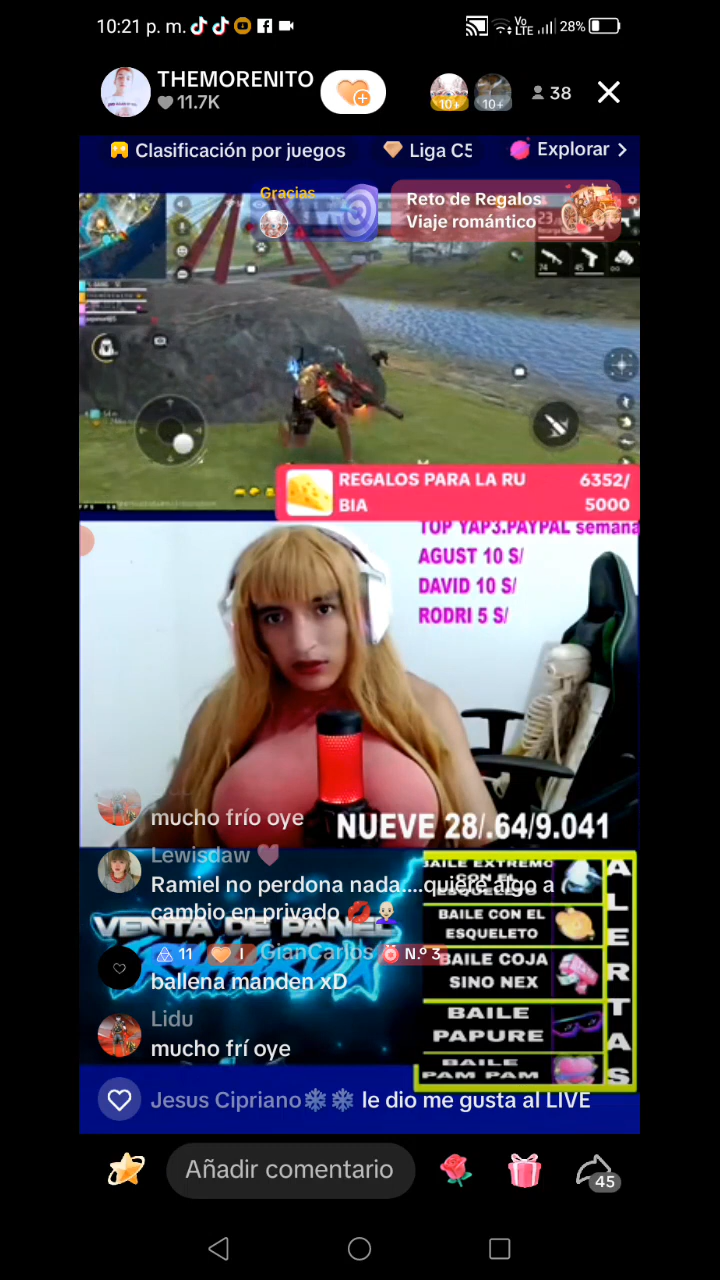 10:21 p. m.
Vo
LTE
28%
THEMORENITO
11.7K
10+
10+
38
Clasificación por juegos
Liga C5
Explorar
Gracias
Reto de Regalos
Viaje romántico
23/
74
45
REGALOS PARA LA RU
BIA
6352/
5000
TOP YAP3.PAYPAL semana
AGUST 10 S/
DAVID 10 S/
RODRI 5 S/
mucho frío oye
NUEVE 28/.64/9.041
Lewisdaw
Ramiel no perdona nada....quiere algo a
cambio en privado
VENTA DE PANEL
11
I
GianCarlos
N.º 3
ballena manden xD
Lidu
mucho frí oye
BAILE EXTREMO
CON EL
ESQUELETO
BAILE CON EL
ESQUELETO
BAILE COJA
SINO NEX
BAILE
PAPURE
BAILE
PAM PAM
ALERTAS
Jesus Cipriano❄️❄️ le dio me gusta al LIVE
Añadir comentario
45